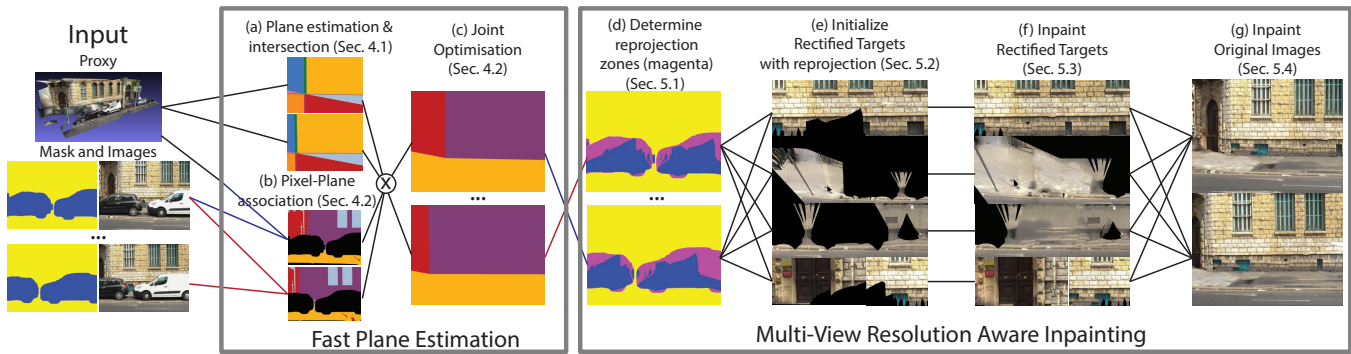 Input
Proxy
Mask and Images
...
(a) Plane estimation &
intersection (Sec. 4.1)
(b) Pixel-Plane
association (Sec. 4.2)
X
(c) Joint
Optimisation
(Sec. 4.2)
...
Fast Plane Estimation
(d) Determine
reprojection
zones (magenta)
(Sec. 5.1)
...
(e) Initialize
Rectified Targets
with reprojection (Sec. 5.2)
(f) Inpaint
Rectified Targets
(Sec. 5.3)
(g) Inpaint
Original Images
(Sec. 5.4)
Multi-View Resolution Aware Inpainting